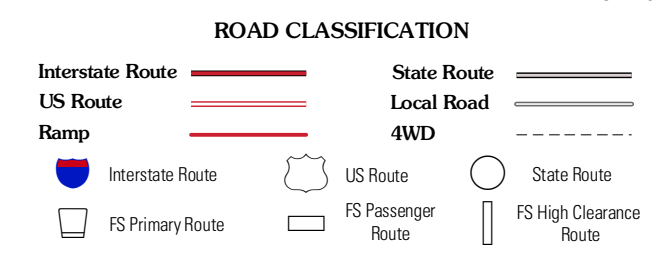 ROAD CLASSIFICATION
Interstate Route
State Route
US Route
Local Road
Ramp
4WD
Interstate Route
US Route
State Route
FS Primary Route
FS Passenger
Route
FS High Clearance
Route